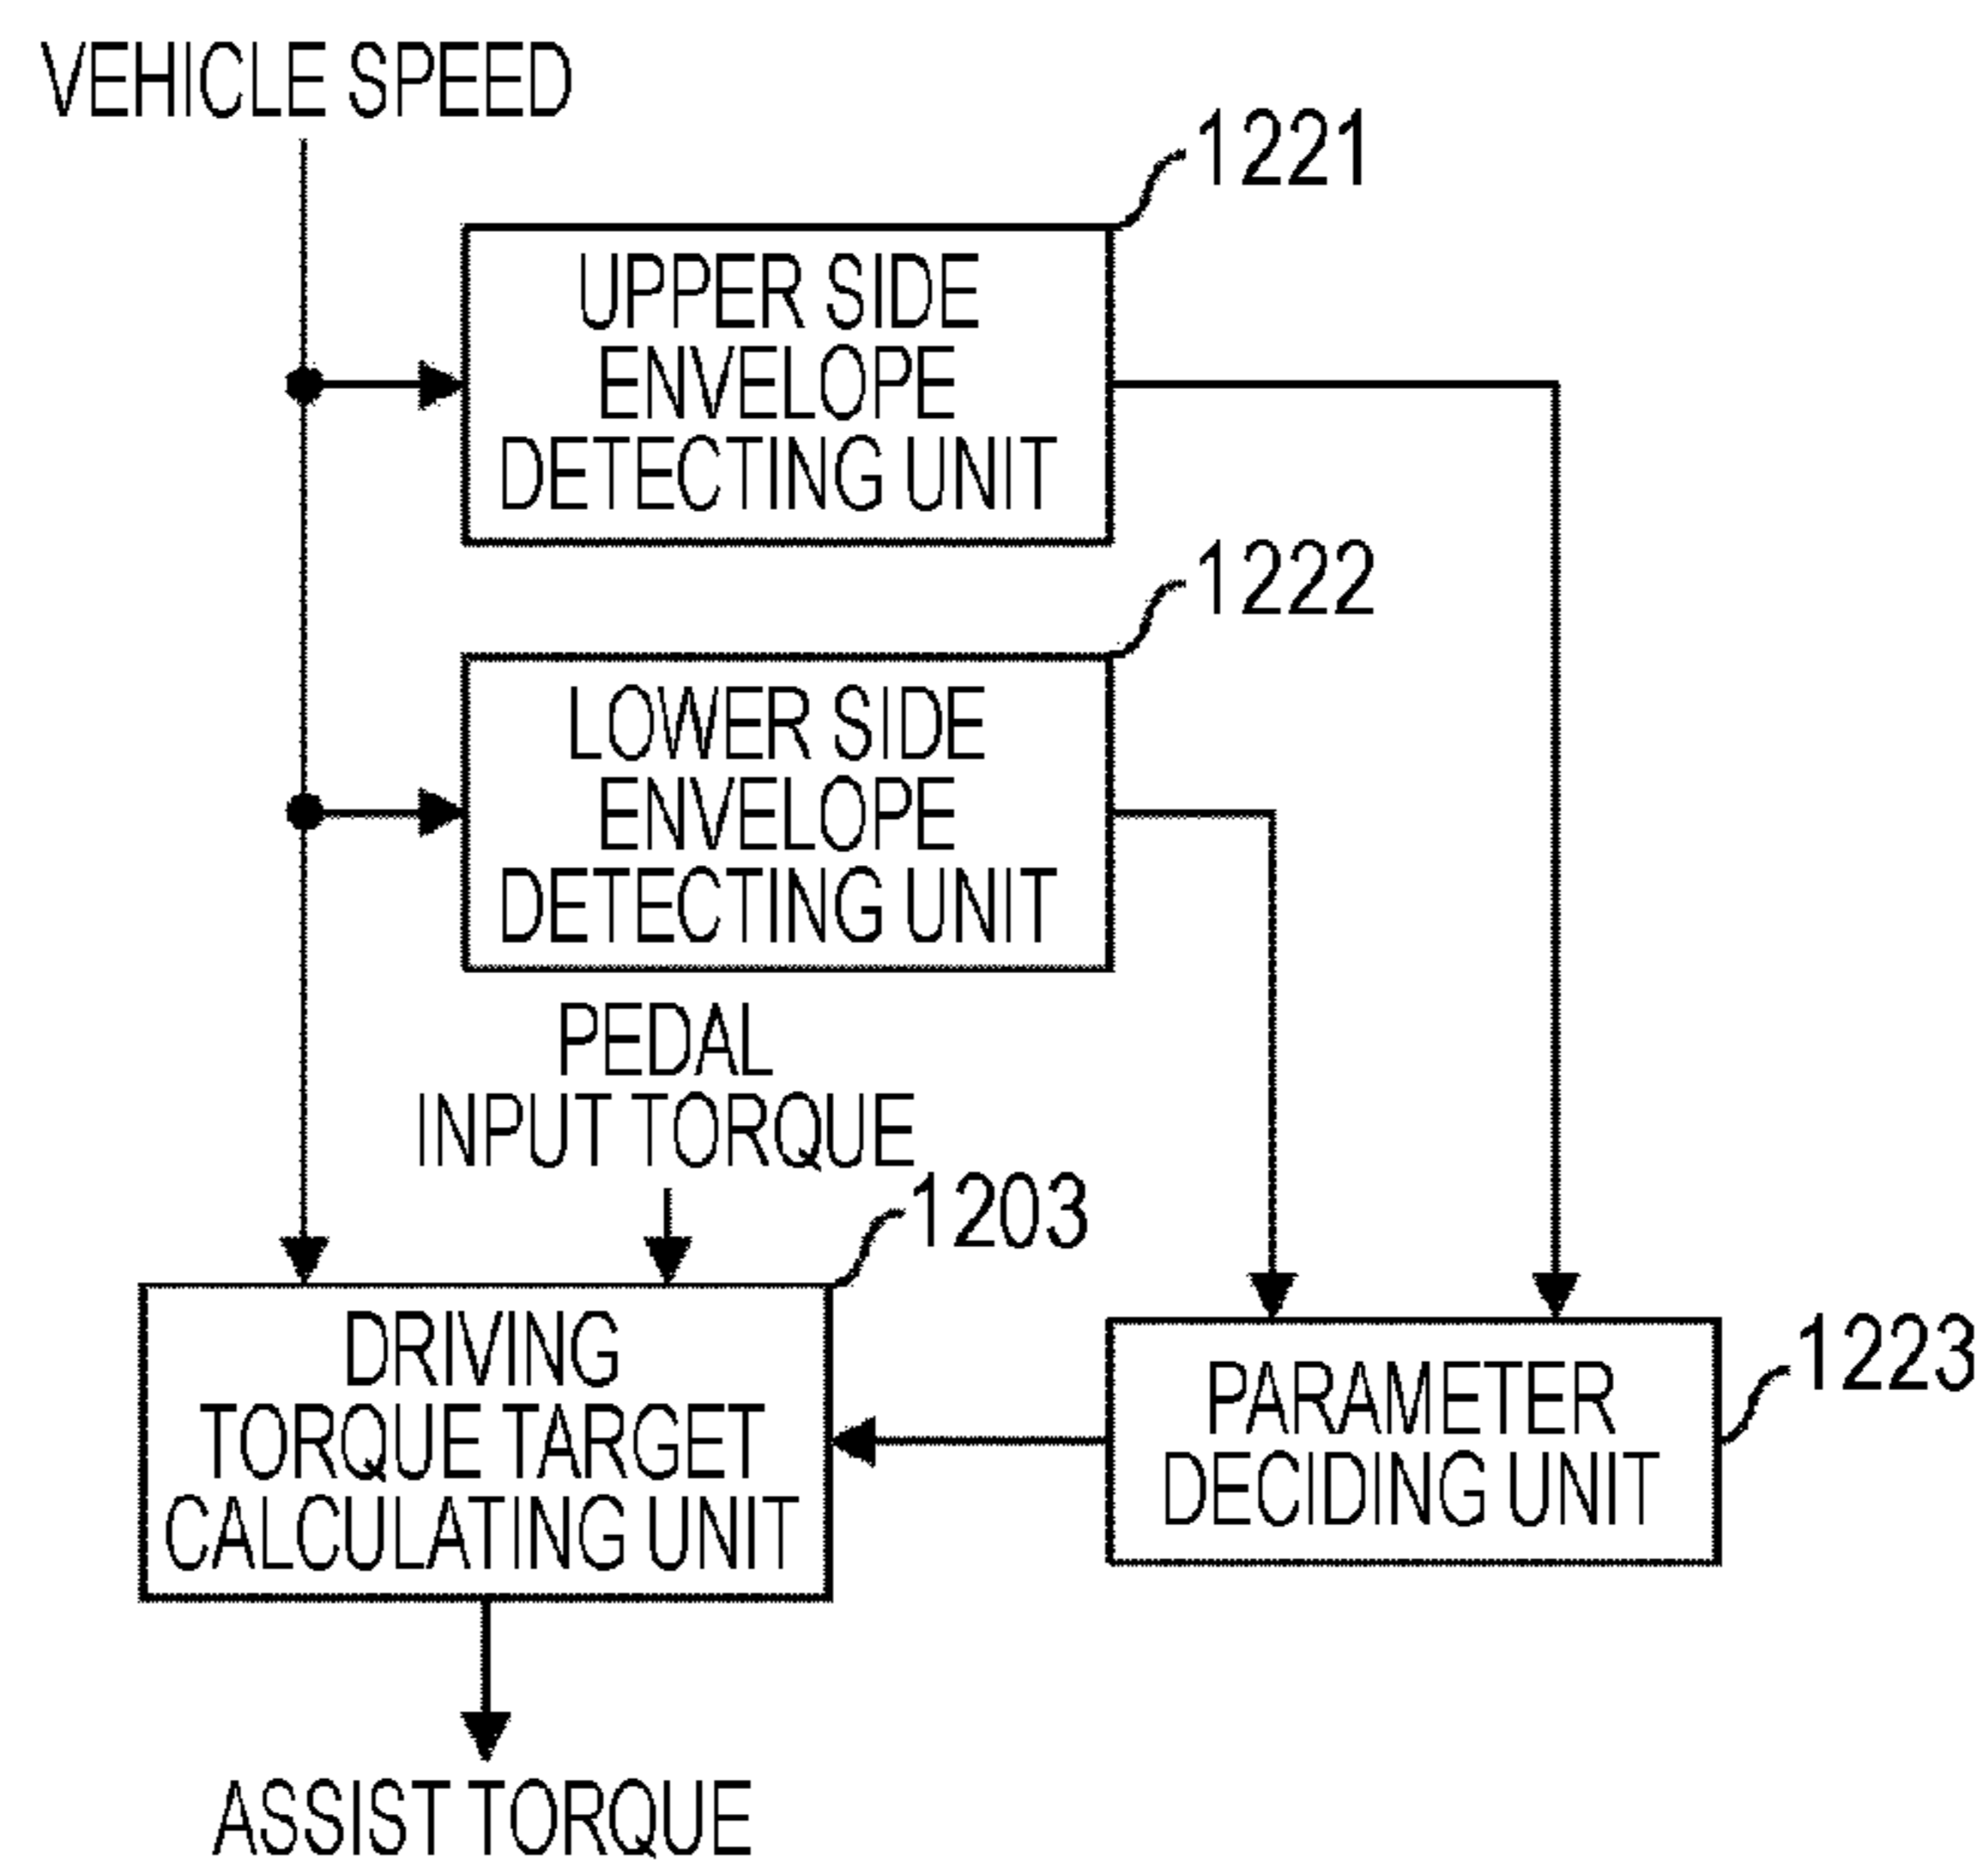 VEHICLE SPEED
1221
UPPER SIDE
ENVELOPE
DETECTING UNIT
1222
LOWER SIDE
ENVELOPE
DETECTING UNIT
PEDAL
INPUT TORQUE
1203
DRIVING
TORQUE TARGET
CALCULATING UNIT
1223
PARAMETER
DECIDING UNIT
ASSIST TORQUE